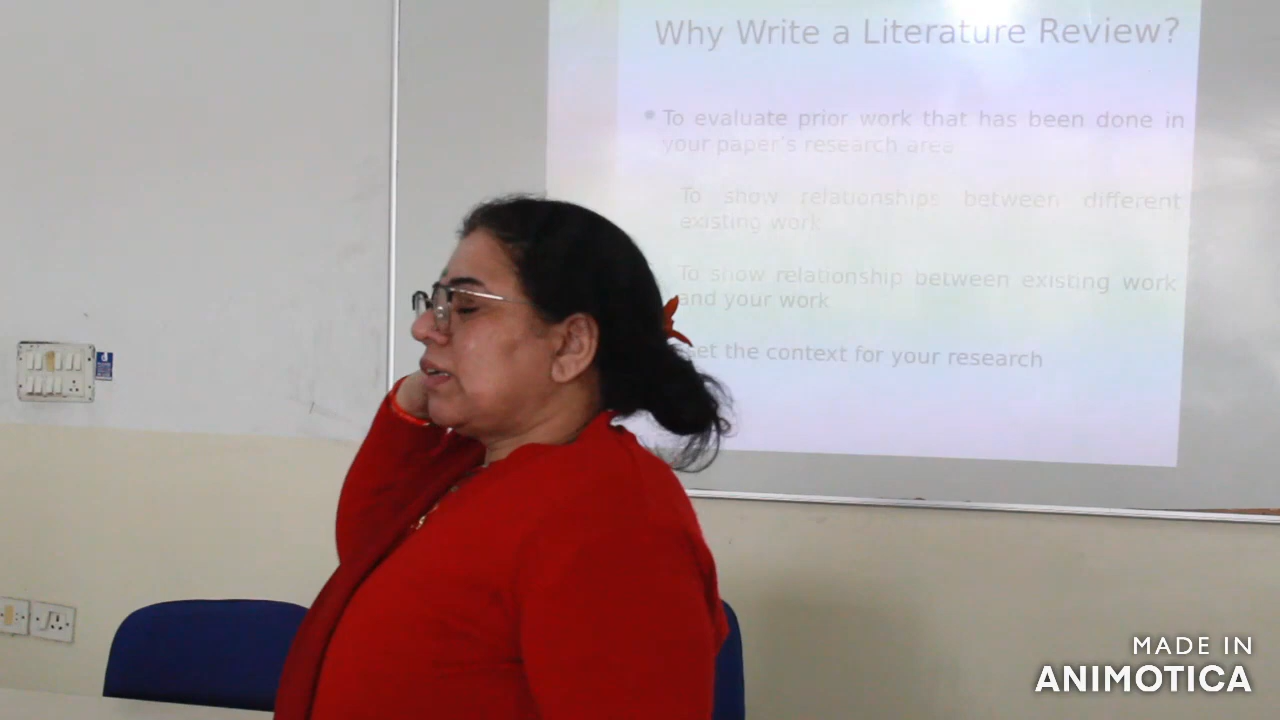 Why Write a Literature Review?
To evaluate prior work that has been done in
your paper's research area
To show relationships between different
existing work
To show relationship between existing work
and your work
set the context for your research
MADE IN
ANIMOTICA